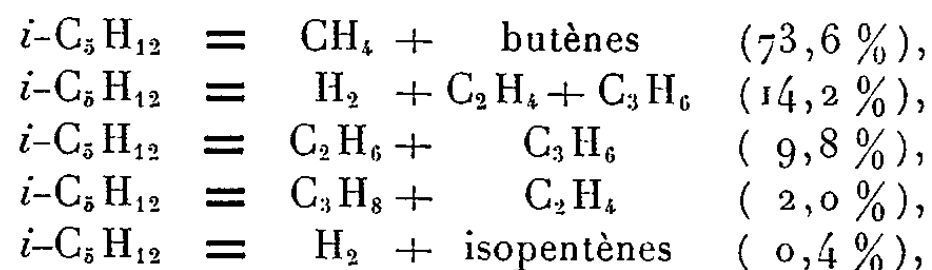 i-C₅H₁₂ = CH₄ + butènes (73,6 %),
i-C₅H₁₂ = H₂ + C₂H₄ + C₃H₆ (14,2 %),
i-C₅H₁₂ = C₂H₆ + C₃H₆ ( 9,8 %),
i-C₅H₁₂ = C₃H₈ + C₂H₄ ( 2,0 %),
i-C₅H₁₂ = H₂ + isopentènes ( 0,4 %),